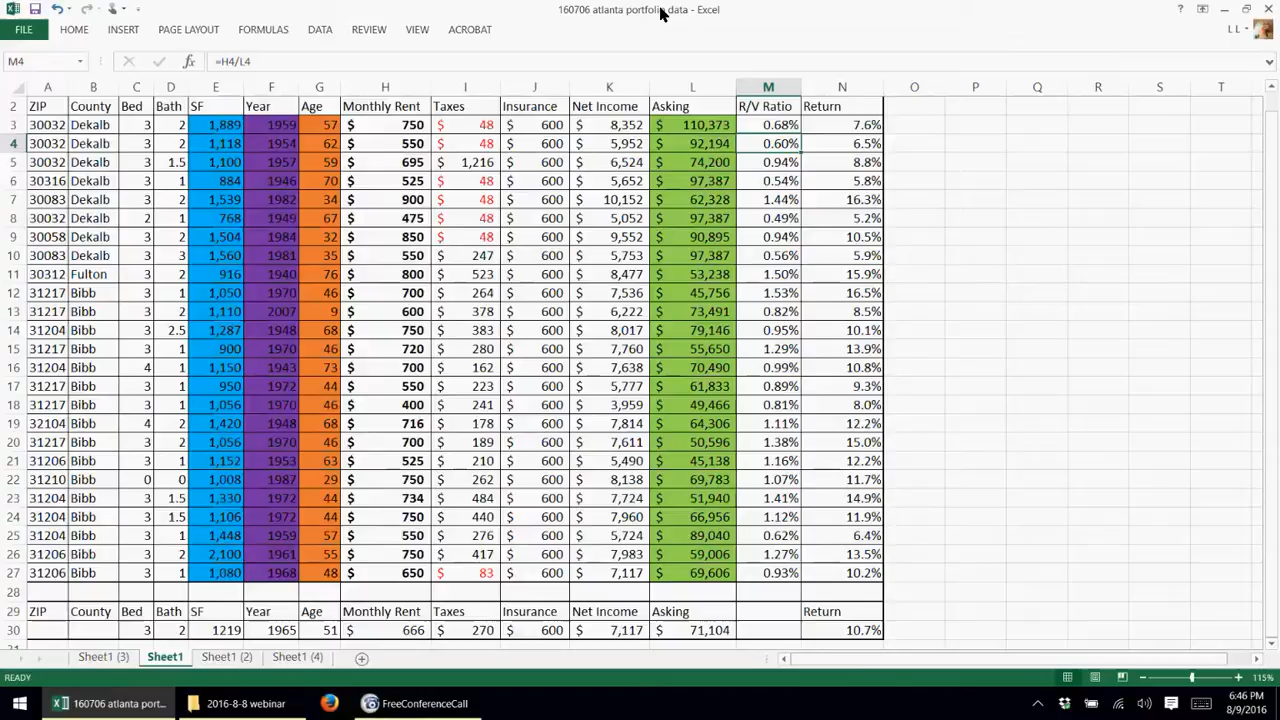 160706 atlanta portfolio data - Excel
FILE HOME INSERT PAGE LAYOUT FORMULAS DATA REVIEW VIEW ACROBAT L L
M4 fx =H4/L4
A B C D E F G H I J K L M N O P Q R S T
2 ZIP County Bed Bath SF Year Age Monthly Rent Taxes Insurance Net Income Asking R/V Ratio Return
3 30032 Dekalb 3 2 1,889 1959 57 $ 750 $ 48 $ 600 $ 8,352 $ 110,373 0.68% 7.6%
4 30032 Dekalb 3 2 1,118 1954 62 $ 550 $ 48 $ 600 $ 5,952 $ 92,194 0.60% 6.5%
5 30032 Dekalb 3 1.5 1,100 1957 59 $ 695 $ 1,216 $ 600 $ 6,524 $ 74,200 0.94% 8.8%
6 30316 Dekalb 3 1 884 1946 70 $ 525 $ 48 $ 600 $ 5,652 $ 97,387 0.54% 5.8%
7 30083 Dekalb 3 2 1,539 1982 34 $ 900 $ 48 $ 600 $ 10,152 $ 62,328 1.44% 16.3%
8 30032 Dekalb 2 1 768 1949 67 $ 475 $ 48 $ 600 $ 5,052 $ 97,387 0.49% 5.2%
9 30058 Dekalb 3 2 1,504 1984 32 $ 850 $ 48 $ 600 $ 9,552 $ 90,895 0.94% 10.5%
10 30083 Dekalb 3 3 1,560 1981 35 $ 550 $ 247 $ 600 $ 5,753 $ 97,387 0.56% 5.9%
11 30312 Fulton 3 2 916 1940 76 $ 800 $ 523 $ 600 $ 8,477 $ 53,238 1.50% 15.9%
12 31217 Bibb 3 1 1,050 1970 46 $ 700 $ 264 $ 600 $ 7,536 $ 45,756 1.53% 16.5%
13 31217 Bibb 3 2 1,110 2007 9 $ 600 $ 378 $ 600 $ 6,222 $ 73,491 0.82% 8.5%
14 31204 Bibb 3 2.5 1,287 1948 68 $ 750 $ 383 $ 600 $ 8,017 $ 79,146 0.95% 10.1%
15 31217 Bibb 3 1 900 1970 46 $ 720 $ 280 $ 600 $ 7,760 $ 55,650 1.29% 13.9%
16 31204 Bibb 4 1 1,150 1943 73 $ 700 $ 162 $ 600 $ 7,638 $ 70,490 0.99% 10.8%
17 31217 Bibb 3 1 950 1972 44 $ 550 $ 223 $ 600 $ 5,777 $ 61,833 0.89% 9.3%
18 31217 Bibb 3 1 1,056 1970 46 $ 400 $ 241 $ 600 $ 3,959 $ 49,466 0.81% 8.0%
19 32104 Bibb 4 2 1,420 1948 68 $ 716 $ 178 $ 600 $ 7,814 $ 64,306 1.11% 12.2%
20 31217 Bibb 3 2 1,056 1970 46 $ 700 $ 189 $ 600 $ 7,611 $ 50,596 1.38% 15.0%
21 31206 Bibb 3 1 1,152 1953 63 $ 525 $ 210 $ 600 $ 5,490 $ 45,138 1.16% 12.2%
22 31210 Bibb 0 0 1,008 1987 29 $ 750 $ 262 $ 600 $ 8,138 $ 69,783 1.07% 11.7%
23 31204 Bibb 3 1.5 1,330 1972 44 $ 734 $ 484 $ 600 $ 7,724 $ 51,940 1.41% 14.9%
24 31204 Bibb 3 1.5 1,106 1972 44 $ 750 $ 440 $ 600 $ 7,960 $ 66,956 1.12% 11.9%
25 31204 Bibb 3 1 1,448 1959 57 $ 550 $ 276 $ 600 $ 5,724 $ 89,040 0.62% 6.4%
26 31206 Bibb 3 2 2,100 1961 55 $ 750 $ 417 $ 600 $ 7,983 $ 59,006 1.27% 13.5%
27 31206 Bibb 3 1 1,080 1968 48 $ 650 $ 83 $ 600 $ 7,117 $ 69,606 0.93% 10.2%
28
29 ZIP County Bed Bath SF Year Age Monthly Rent Taxes Insurance Net Income Asking Return
30 3 2 1219 1965 51 $ 666 $ 270 $ 600 $ 7,117 $ 71,104 10.7%
Sheet1 (3) Sheet1 Sheet1 (2) Sheet1 (4)
READY 115%
160706 atlanta port... 2016-8-8 webinar FreeConferenceCall 6:46 PM
8/9/2016